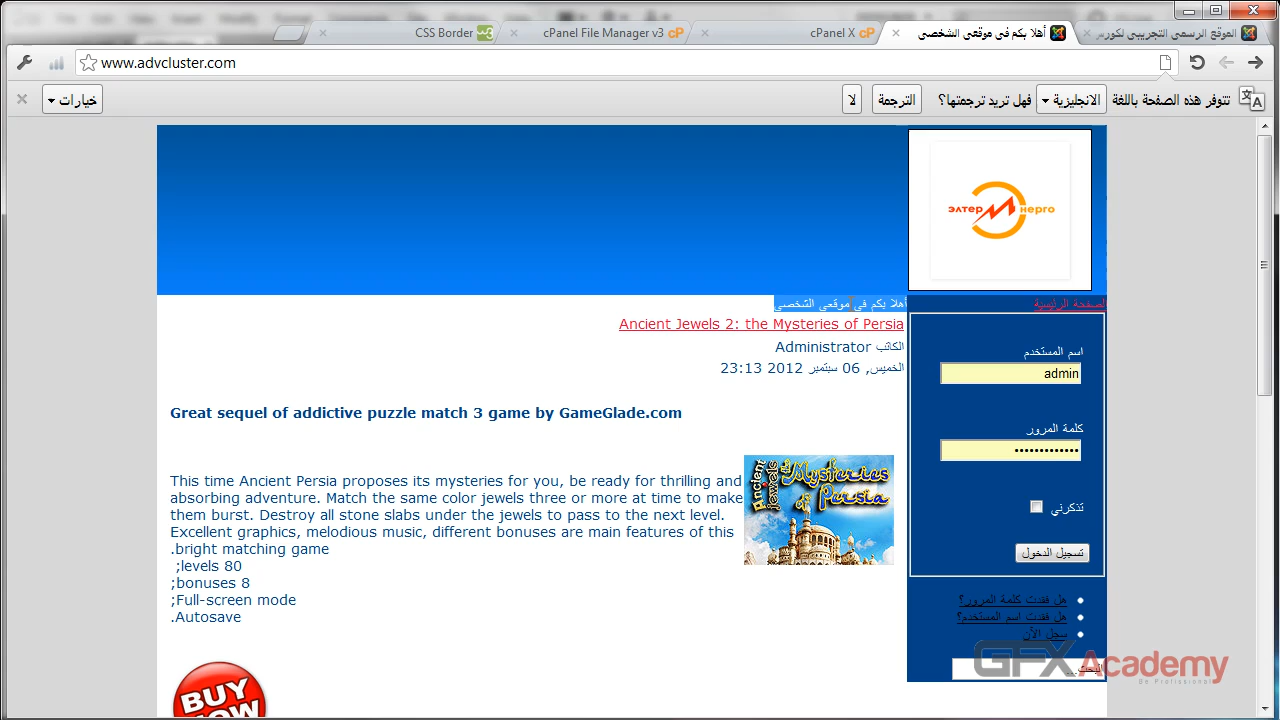 الموقع الرسمي التجريبي لكورس
أهلا بكم في موقعي الشخصي
cPanel X
cPanel File Manager v3
CSS Border
www.advcluster.com
تتوفر هذه الصفحة باللغة الانجليزية فهل تريد ترجمتها؟ الترجمة لا خيارات
элтер нерго
الصفحة الرئيسية
أهلا بكم في موقعي الشخصي
Ancient Jewels 2: the Mysteries of Persia
الكاتب Administrator
الخميس, 06 سبتمبر 2012 23:13
Great sequel of addictive puzzle match 3 game by GameGlade.com
Ancient Jewels the Mysteries of Persia
This time Ancient Persia proposes its mysteries for you, be ready for thrilling and
absorbing adventure. Match the same color jewels three or more at time to make
them burst. Destroy all stone slabs under the jewels to pass to the next level.
Excellent graphics, melodious music, different bonuses are main features of this
.bright matching game
;levels 80
;bonuses 8
;Full-screen mode
.Autosave
BUY
NOW
اسم المستخدم
admin
كلمة المرور
•••••••••••••
تذكرني
تسجيل الدخول
هل فقدت كلمة المرور؟
هل فقدت اسم المستخدم؟
سجل الآن
البحث...
GFXAcademy
Be Professional